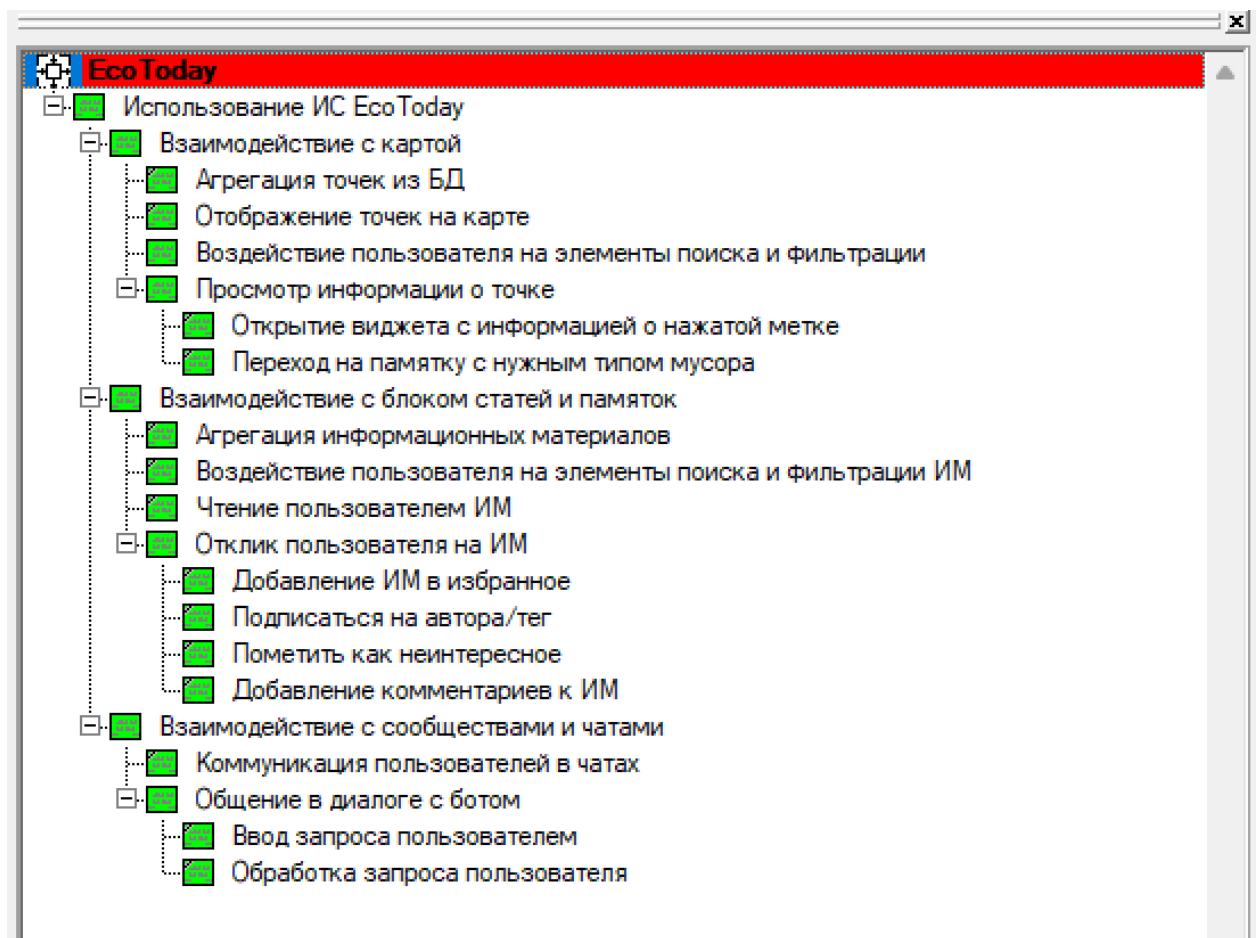 EcoToday
Использование ИС EcoToday
Взаимодействие с картой
Агрегация точек из БД
Отображение точек на карте
Воздействие пользователя на элементы поиска и фильтрации
Просмотр информации о точке
Открытие виджета с информацией о нажатой метке
Переход на памятку с нужным типом мусора
Взаимодействие с блоком статей и памяток
Агрегация информационных материалов
Воздействие пользователя на элементы поиска и фильтрации ИМ
Чтение пользователем ИМ
Отклик пользователя на ИМ
Добавление ИМ в избранное
Подписаться на автора/тег
Пометить как неинтересное
Добавление комментариев к ИМ
Взаимодействие с сообществами и чатами
Коммуникация пользователей в чатах
Общение в диалоге с ботом
Ввод запроса пользователем
Обработка запроса пользователя